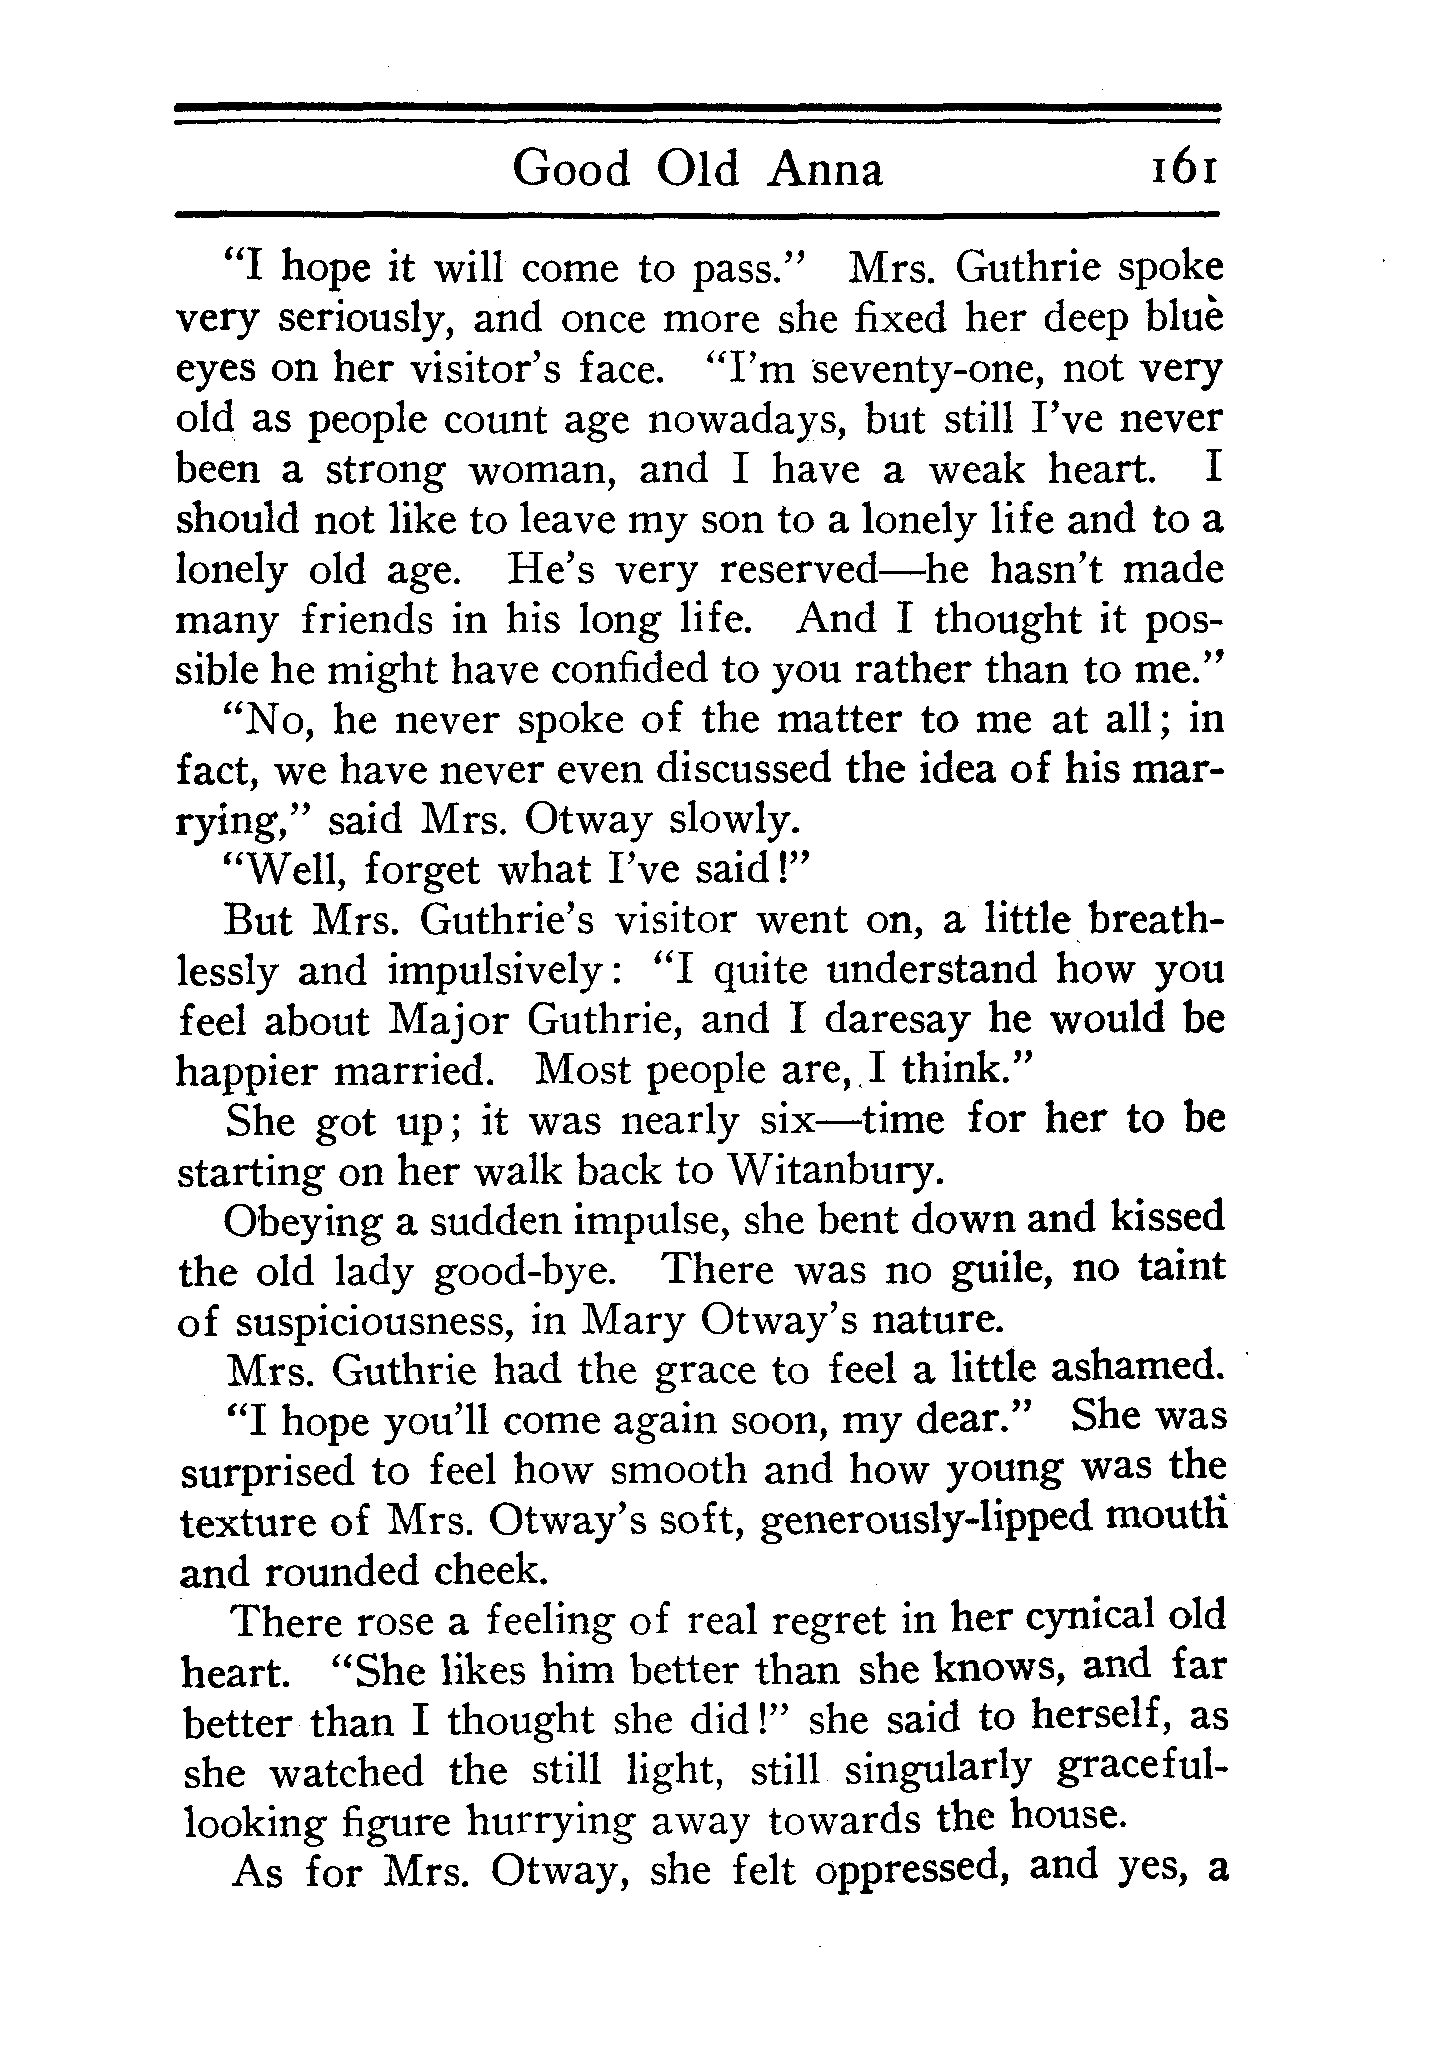 Good Old Anna 161
"I hope it will come to pass." Mrs. Guthrie spoke
very seriously, and once more she fixed her deep blue
eyes on her visitor's face. "I'm seventy-one, not very
old as people count age nowadays, but still I've never
been a strong woman, and I have a weak heart. I
should not like to leave my son to a lonely life and to a
lonely old age. He's very reserved—he hasn't made
many friends in his long life. And I thought it pos-
sible he might have confided to you rather than to me."
"No, he never spoke of the matter to me at all; in
fact, we have never even discussed the idea of his mar-
rying," said Mrs. Otway slowly.
"Well, forget what I've said!"
But Mrs. Guthrie's visitor went on, a little breath-
lessly and impulsively: "I quite understand how you
feel about Major Guthrie, and I daresay he would be
happier married. Most people are, I think."
She got up; it was nearly six—time for her to be
starting on her walk back to Witanbury.
Obeying a sudden impulse, she bent down and kissed
the old lady good-bye. There was no guile, no taint
of suspiciousness, in Mary Otway's nature.
Mrs. Guthrie had the grace to feel a little ashamed.
"I hope you'll come again soon, my dear." She was
surprised to feel how smooth and how young was the
texture of Mrs. Otway's soft, generously-lipped mouth
and rounded cheek.
There rose a feeling of real regret in her cynical old
heart. "She likes him better than she knows, and far
better than I thought she did!" she said to herself, as
she watched the still light, still singularly graceful-
looking figure hurrying away towards the house.
As for Mrs. Otway, she felt oppressed, and yes, a